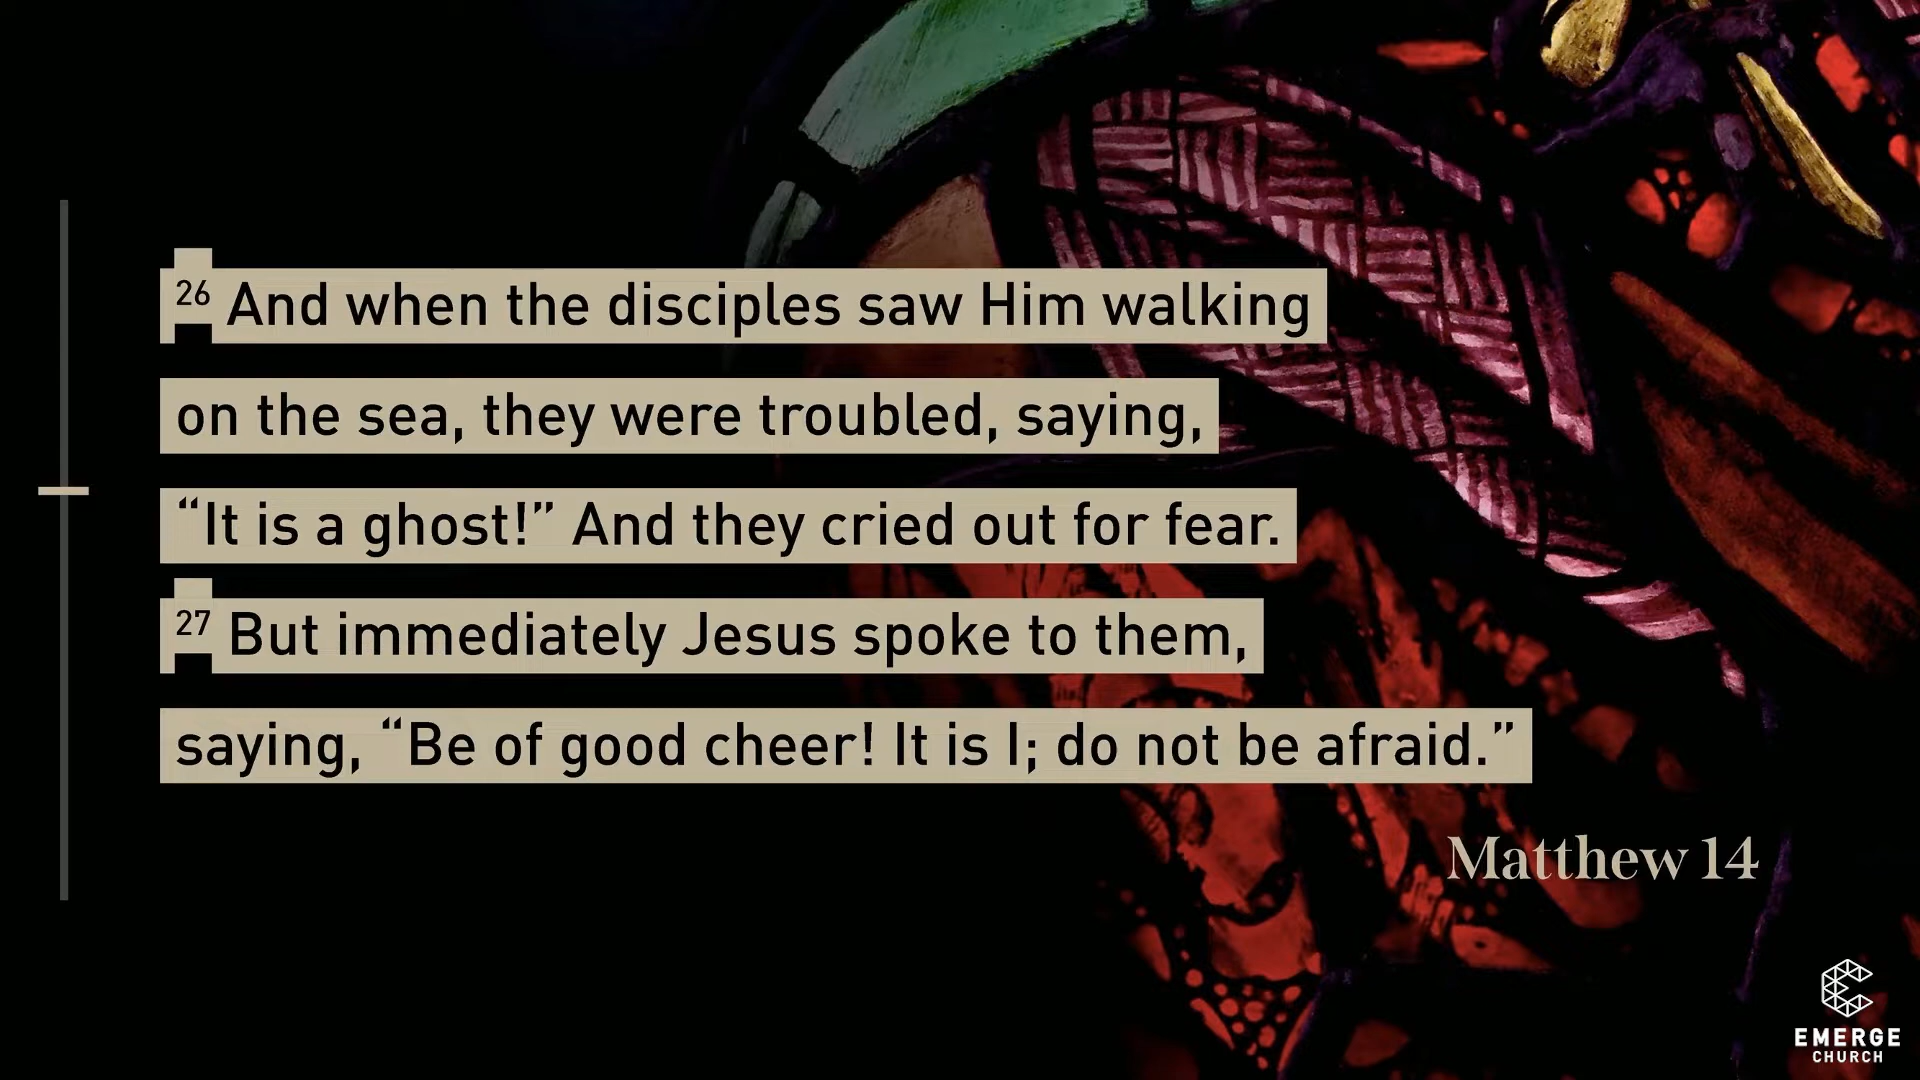 26 And when the disciples saw Him walking
on the sea, they were troubled, saying,
“It is a ghost!” And they cried out for fear.
27 But immediately Jesus spoke to them,
saying, “Be of good cheer! It is I; do not be afraid.”
Matthew 14
EMERGE
CHURCH